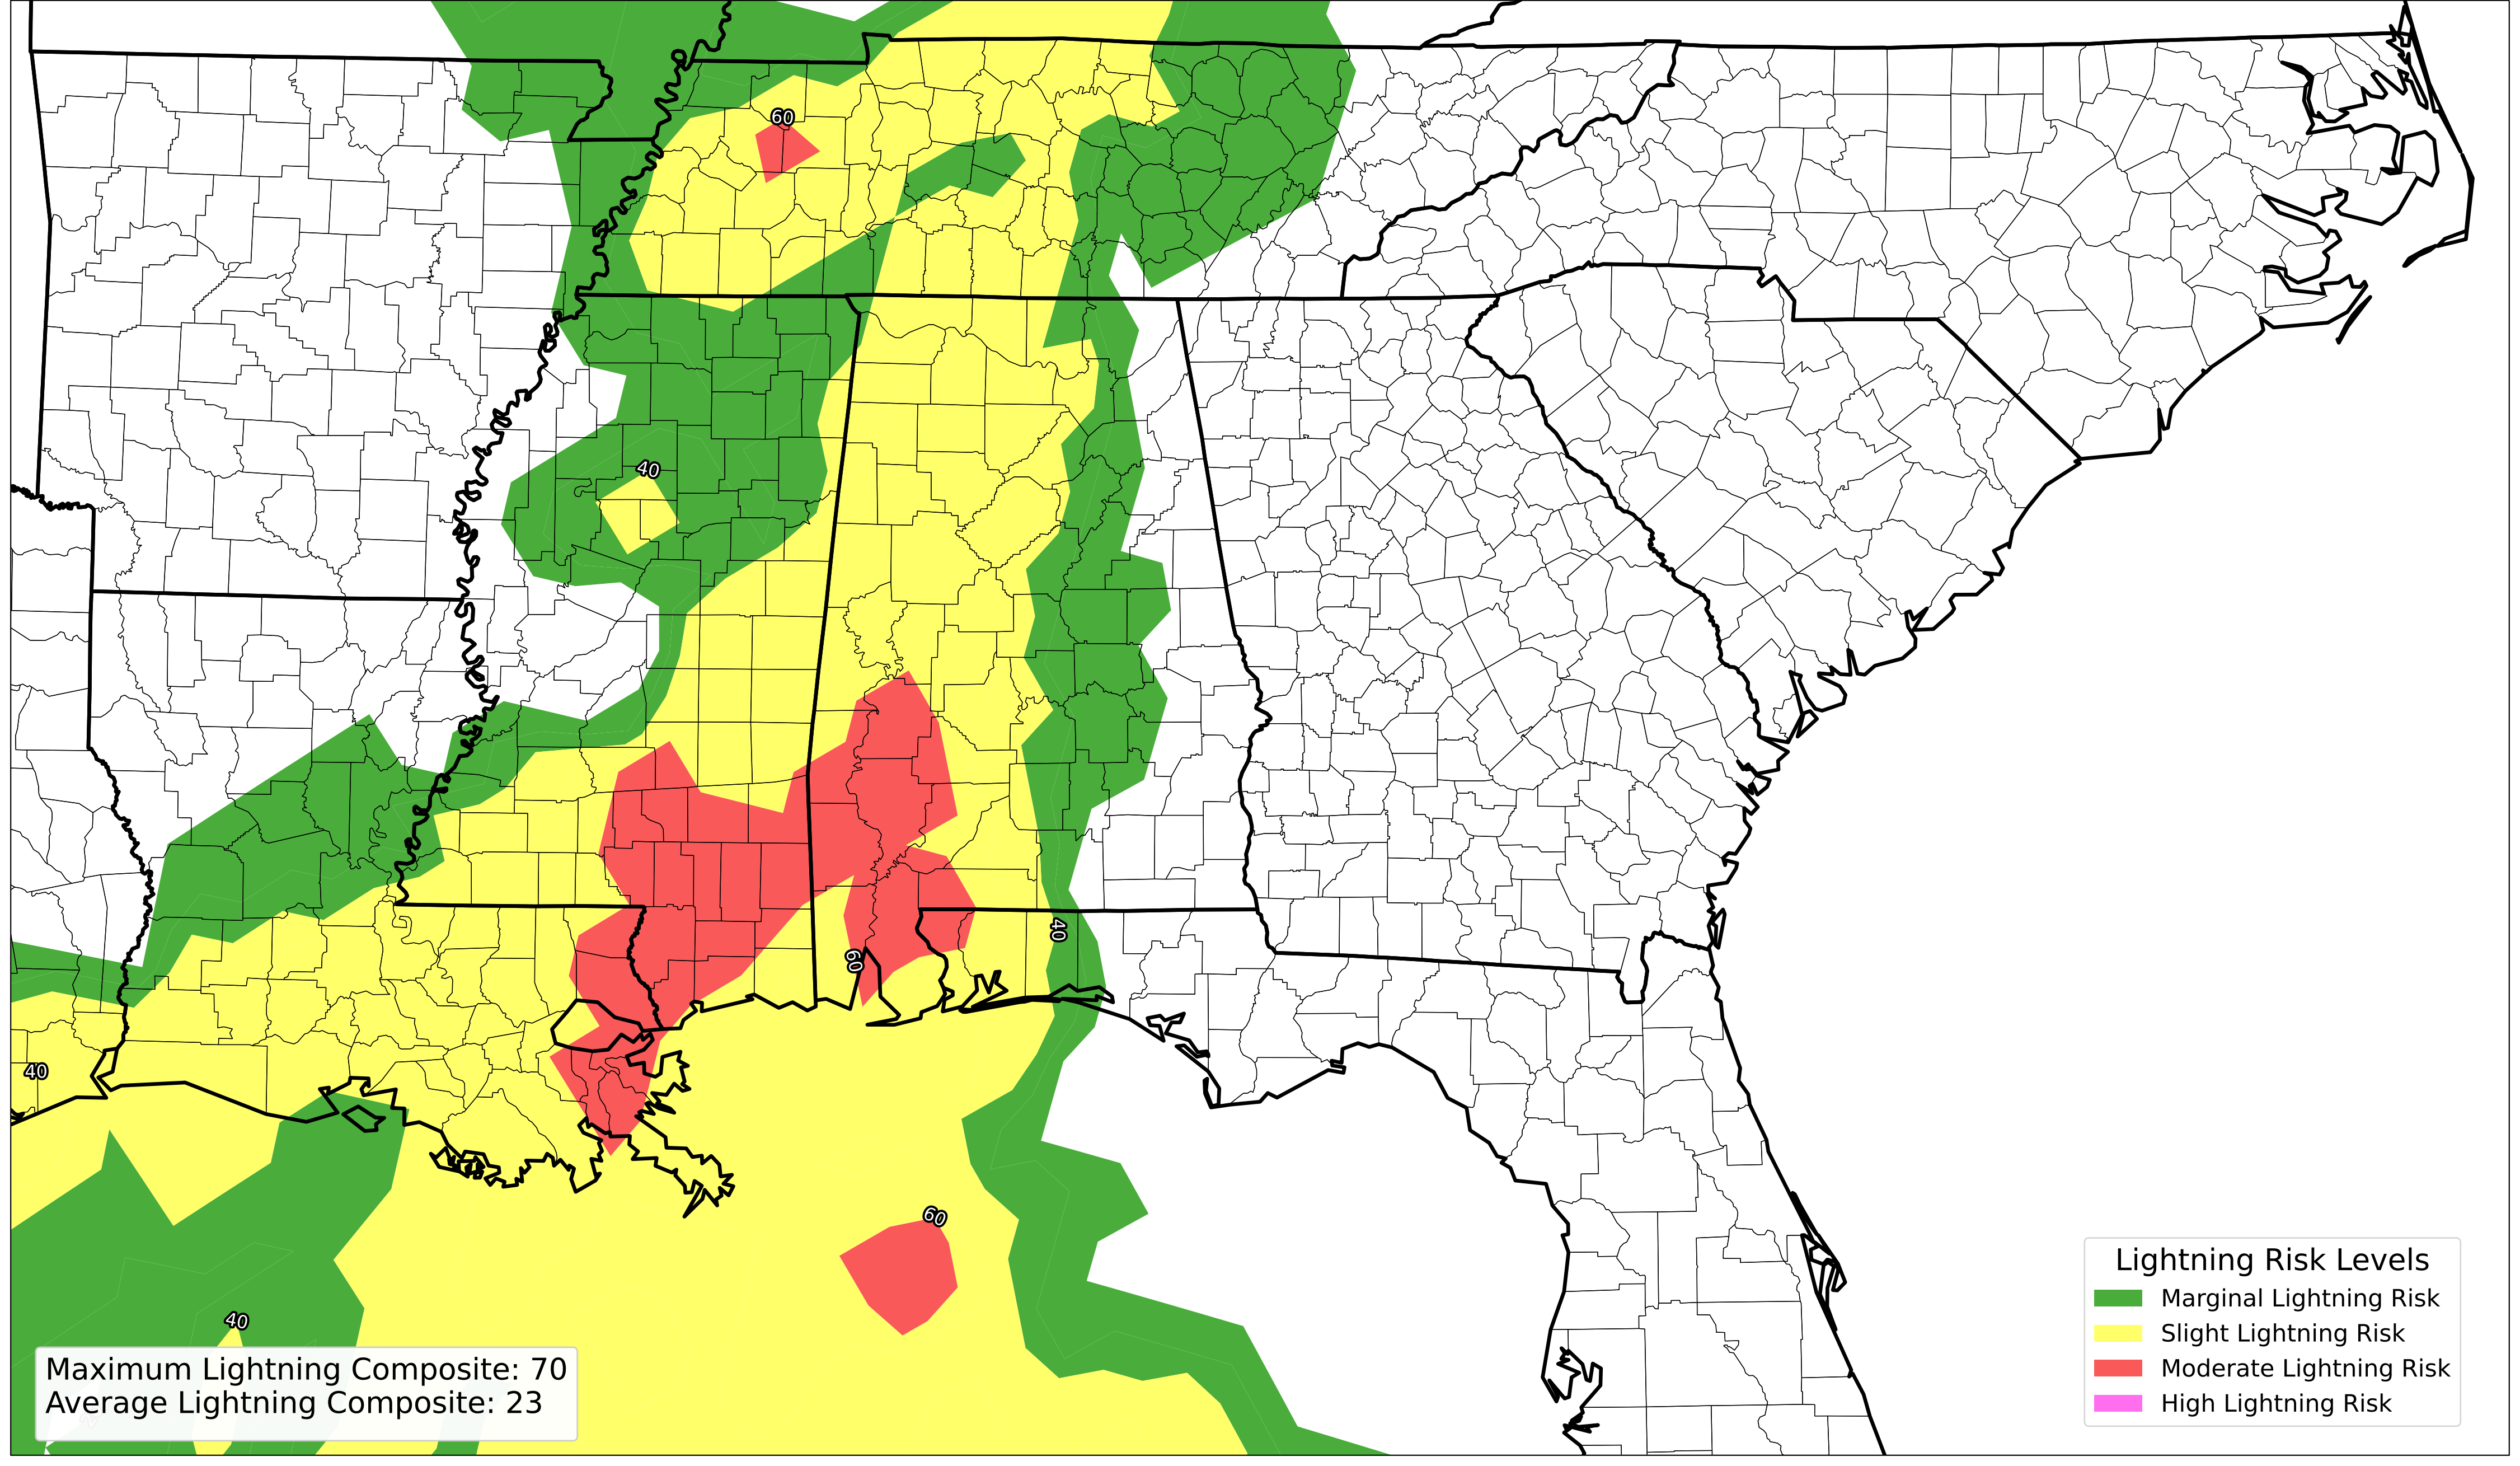 60
40
40
60
40
60
40
Maximum Lightning Composite: 70
Average Lightning Composite: 23
Lightning Risk Levels
Marginal Lightning Risk
Slight Lightning Risk
Moderate Lightning Risk
High Lightning Risk